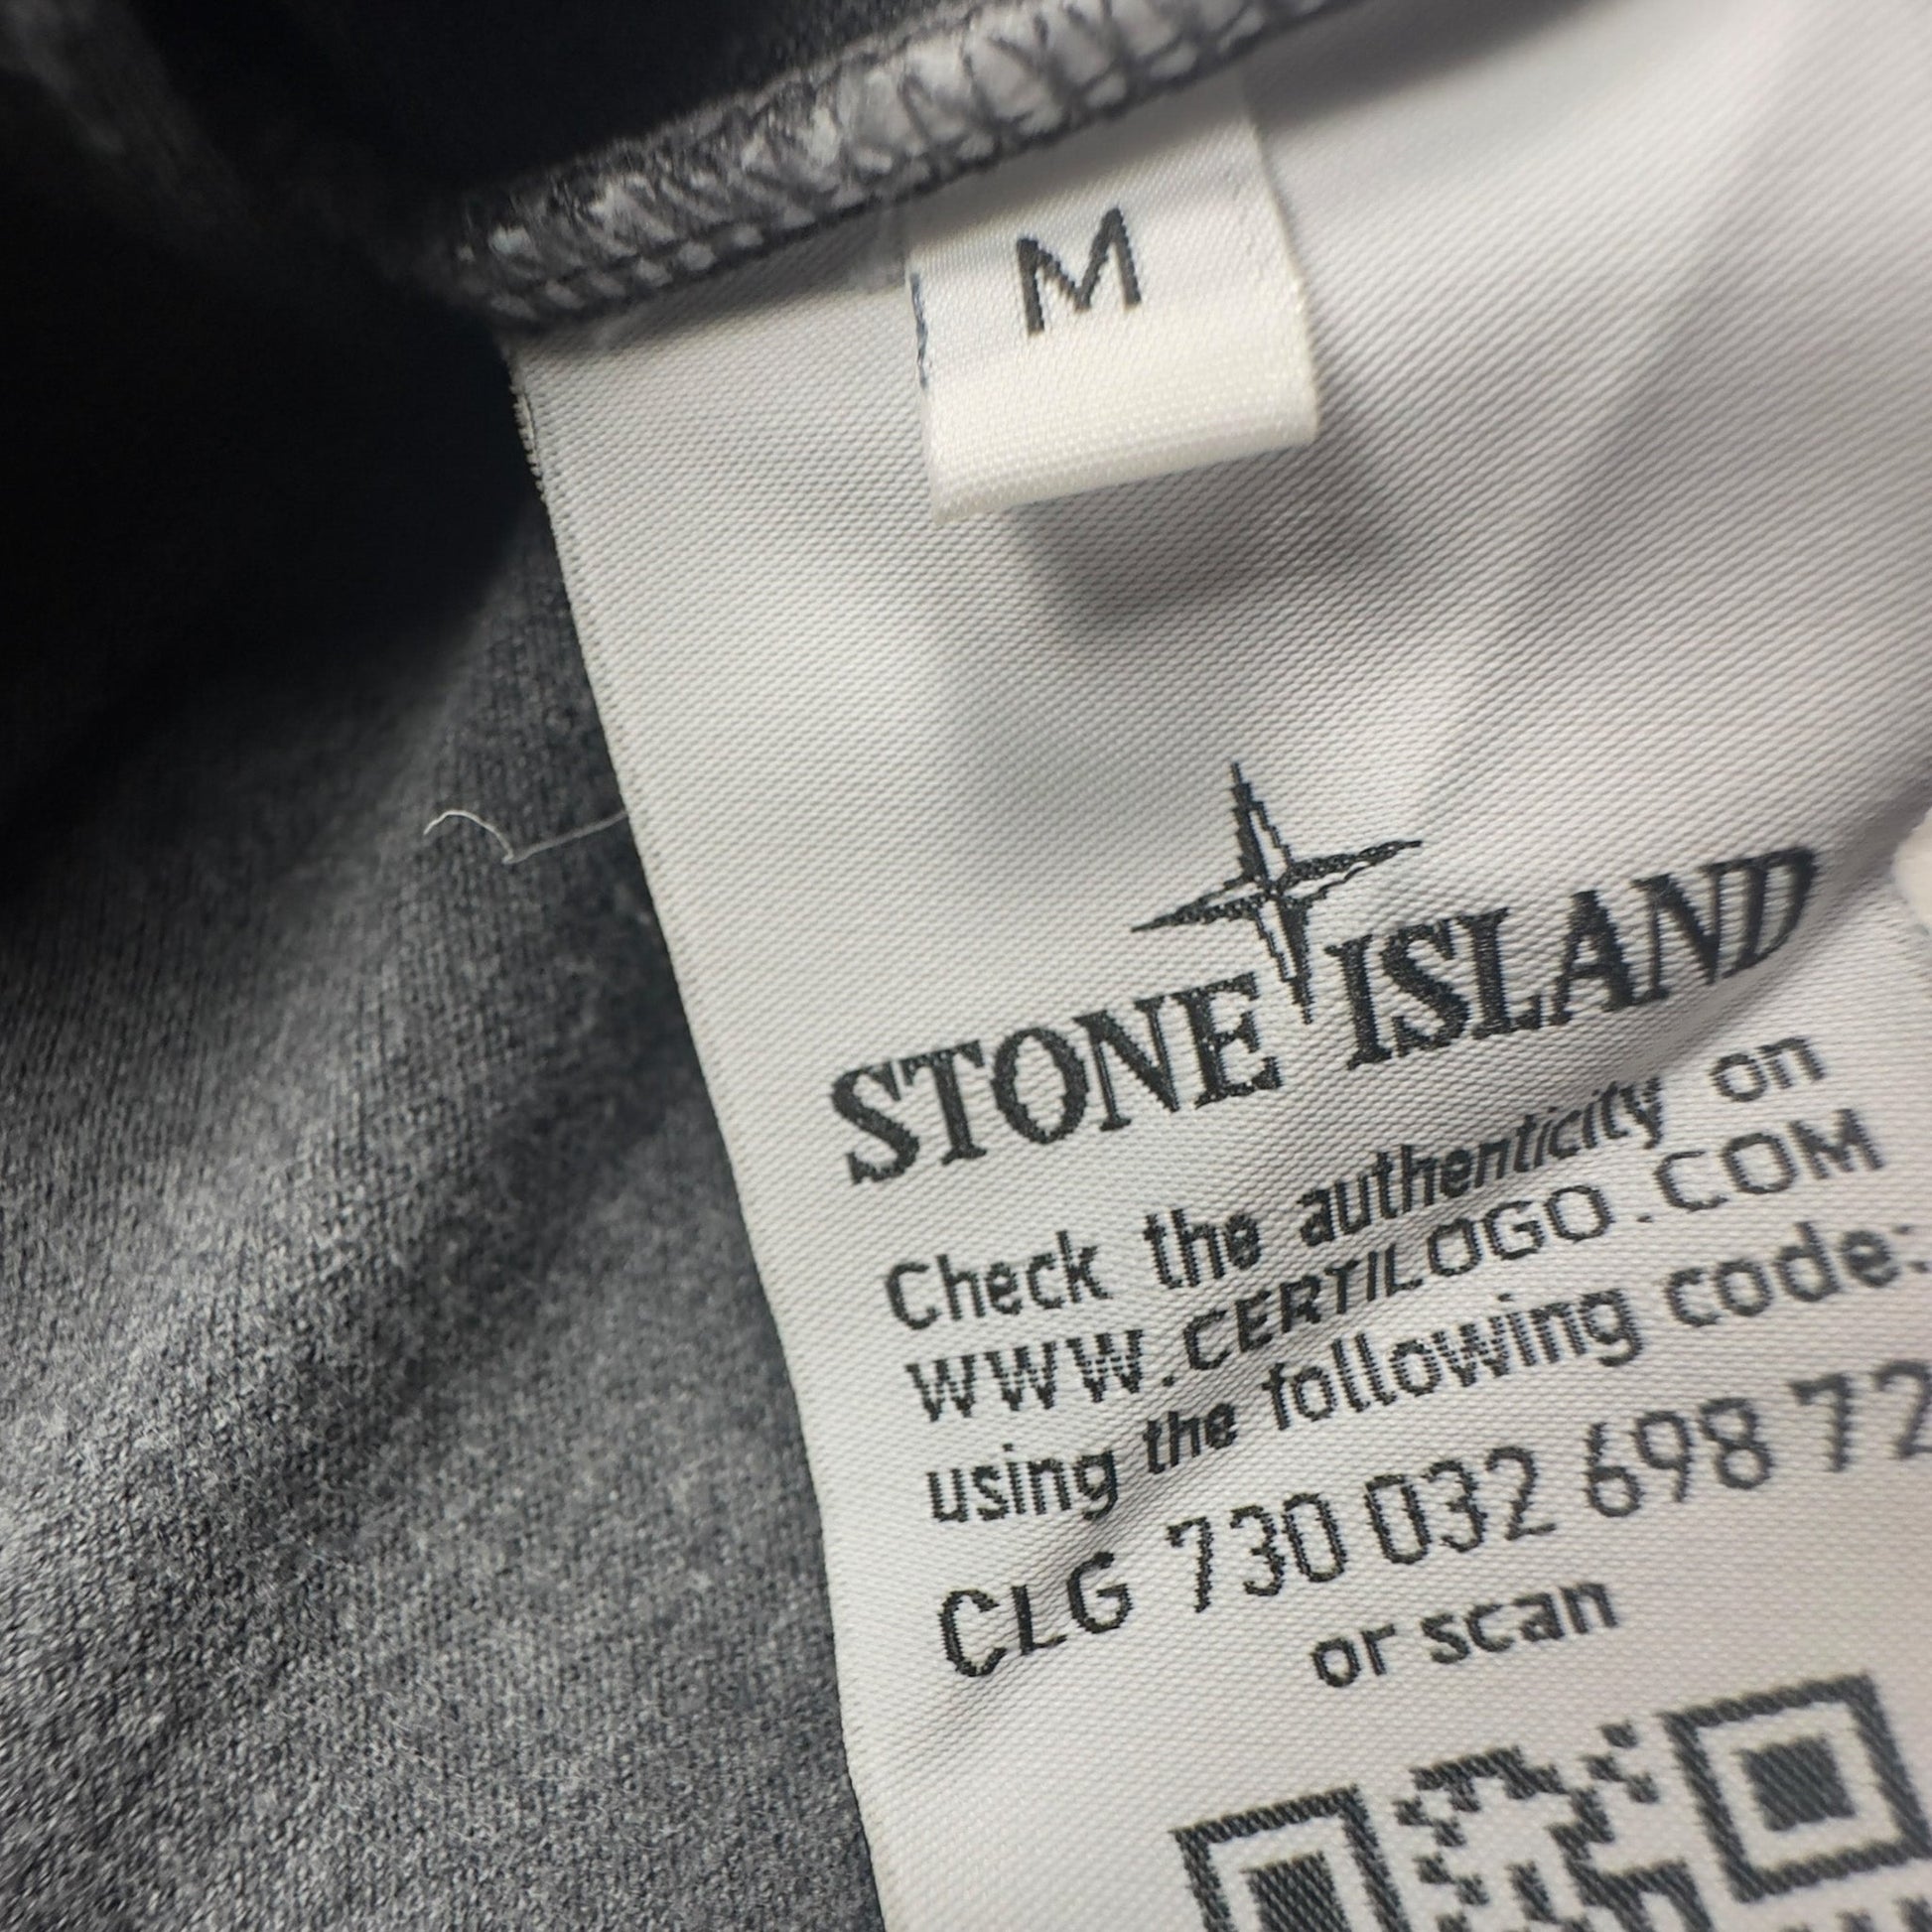 M
STONE ISLAND
Check the authenticity on
WWW.CERTILOGO.COM
using the following code:
CLG 730 032 698 72
or scan